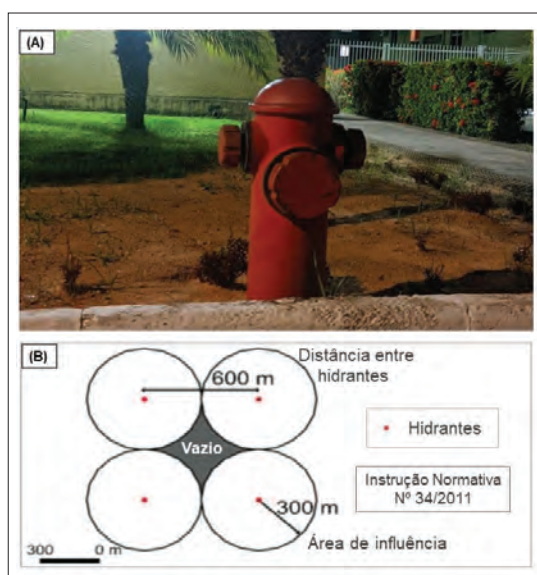 (A)
(B)
Distância entre
hidrantes
600 m
Vazio
Hidrantes
Instrução Normativa
Nº 34/2011
300 m
Área de influência
300 0 m